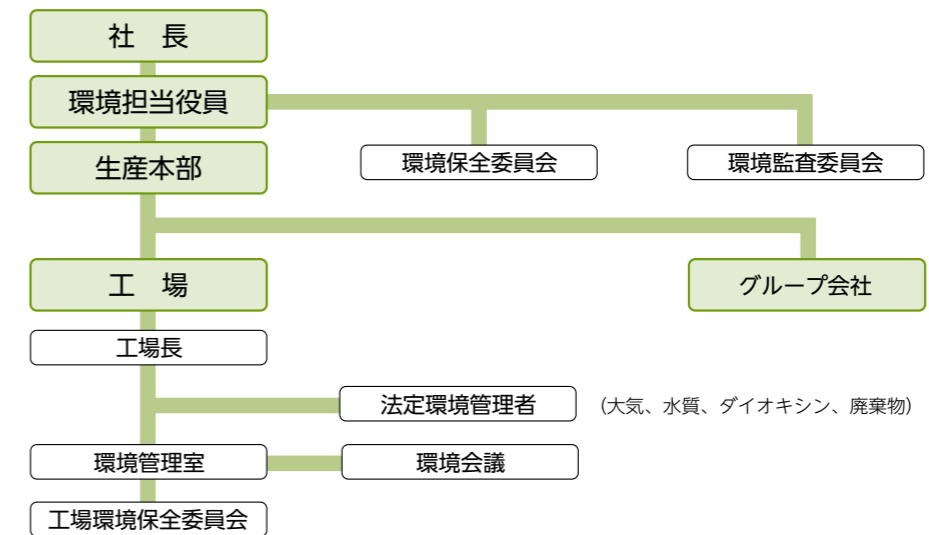 社　長
環境担当役員
生産本部
環境保全委員会
環境監査委員会
工　場
グループ会社
工場長
法定環境管理者
(大気、水質、ダイオキシン、廃棄物)
環境管理室
環境会議
工場環境保全委員会